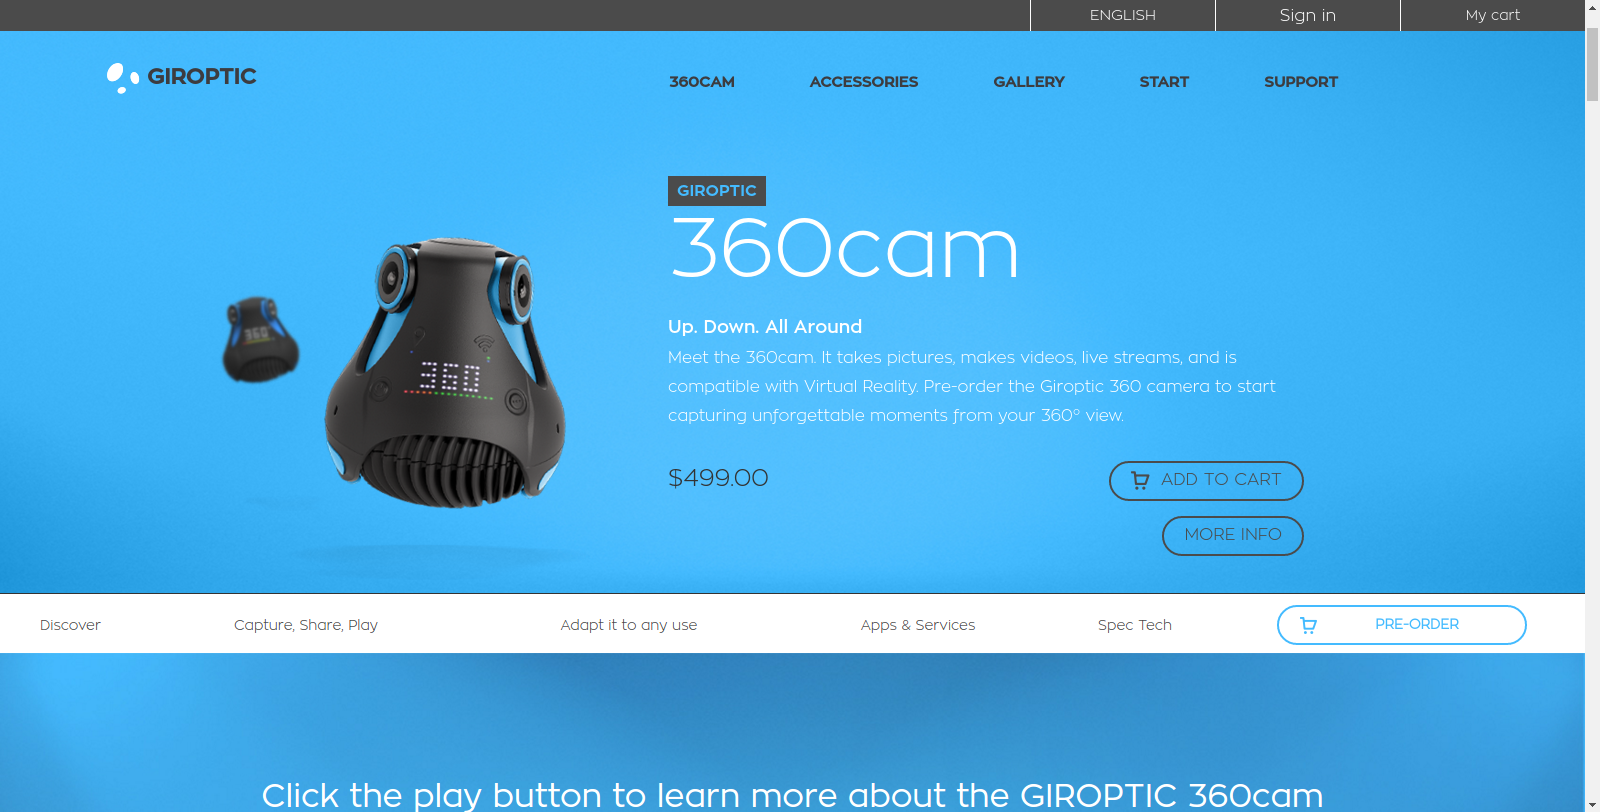 ENGLISH
Sign in
My cart
GIROPTIC
360CAM
ACCESSORIES
GALLERY
START
SUPPORT
GIROPTIC
360cam
Up. Down. All Around
Meet the 360cam. It takes pictures, makes videos, live streams, and is
compatible with Virtual Reality. Pre-order the Giroptic 360 camera to start
capturing unforgettable moments from your 360° view.
360
360
$499.00
ADD TO CART
MORE INFO
Discover
Capture, Share, Play
Adapt it to any use
Apps & Services
Spec Tech
PRE-ORDER
Click the play button to learn more about the GIROPTIC 360cam